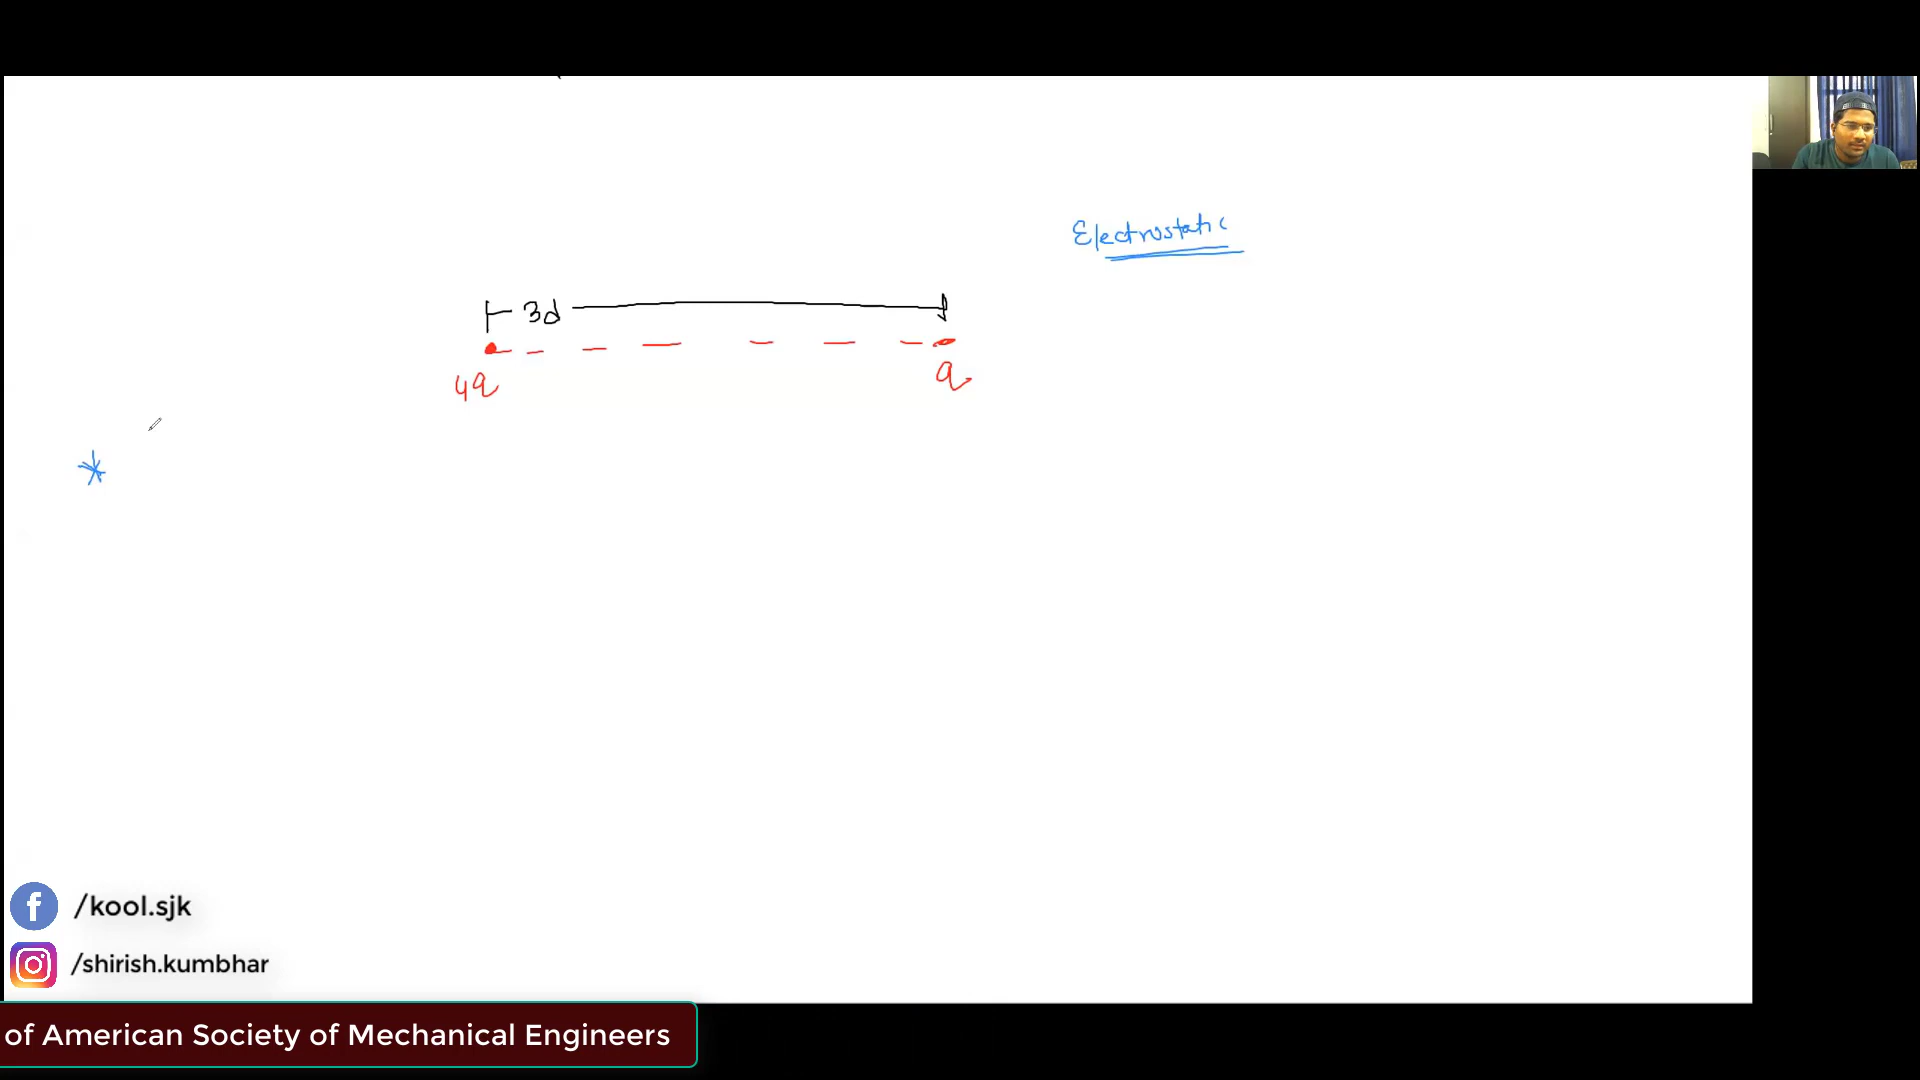 Electrostatic
3d
4q
q
*
/kool.sjk
/shirish.kumbhar
of American Society of Mechanical Engineers